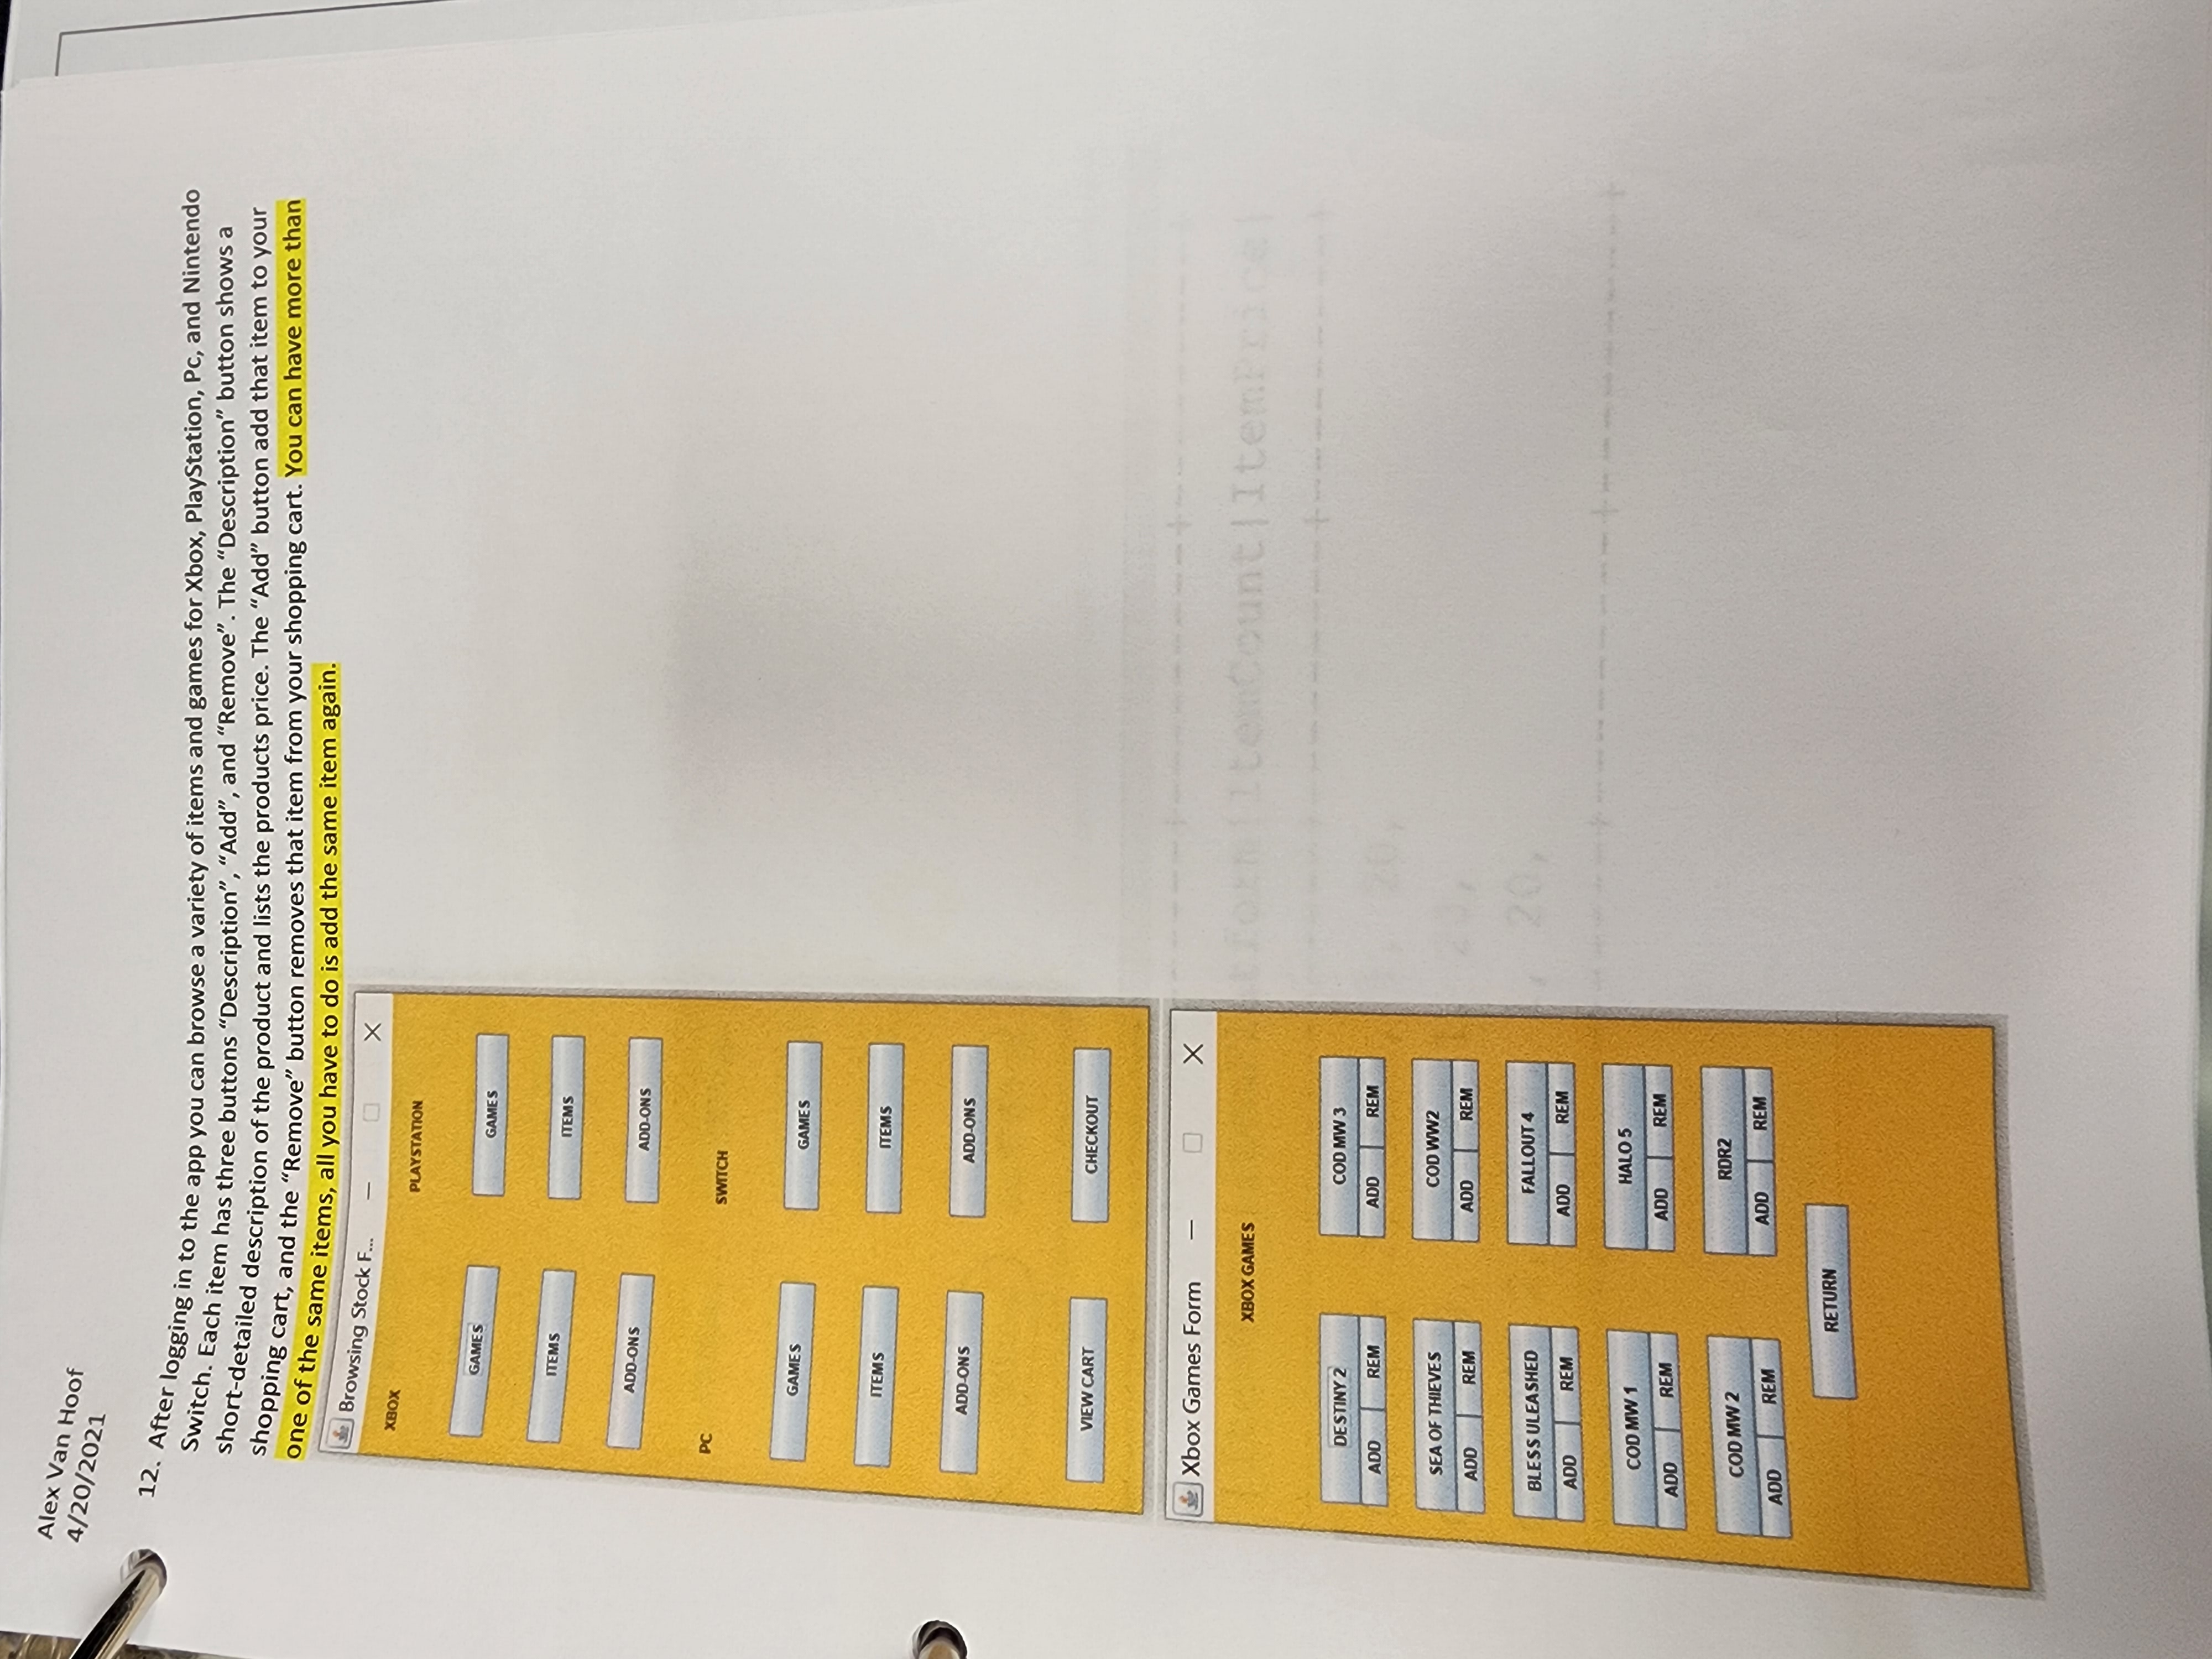 Alex Van Hoof
4/20/2021
12. After logging in to the app you can browse a variety of items and games for Xbox, PlayStation, Pc, and Nintendo
Switch. Each item has three buttons “Description”, “Add”, and “Remove”. The “Description” button shows a
short-detailed description of the product and lists the products price. The “Add” button add that item to your
shopping cart, and the “Remove” button removes that item from your shopping cart. You can have more than
one of the same items, all you have to do is add the same item again.
Browsing Stock F...
XBOX
PLAYSTATION
GAMES
GAMES
ITEMS
ITEMS
ADD-ONS
ADD-ONS
PC
SWITCH
GAMES
GAMES
ITEMS
ITEMS
ADD-ONS
ADD-ONS
VIEW CART
CHECKOUT
Xbox Games Form
XBOX GAMES
DESTINY 2
COD MW 3
ADD REM
ADD REM
SEA OF THIEVES
COD WW2
ADD REM
ADD REM
BLESS ULEASHED
FALLOUT 4
ADD REM
ADD REM
COD MW 1
HALO 5
ADD REM
ADD REM
COD MW 2
RDR2
ADD REM
ADD REM
RETURN
ItemCount|ItemPrice|
20,
20,